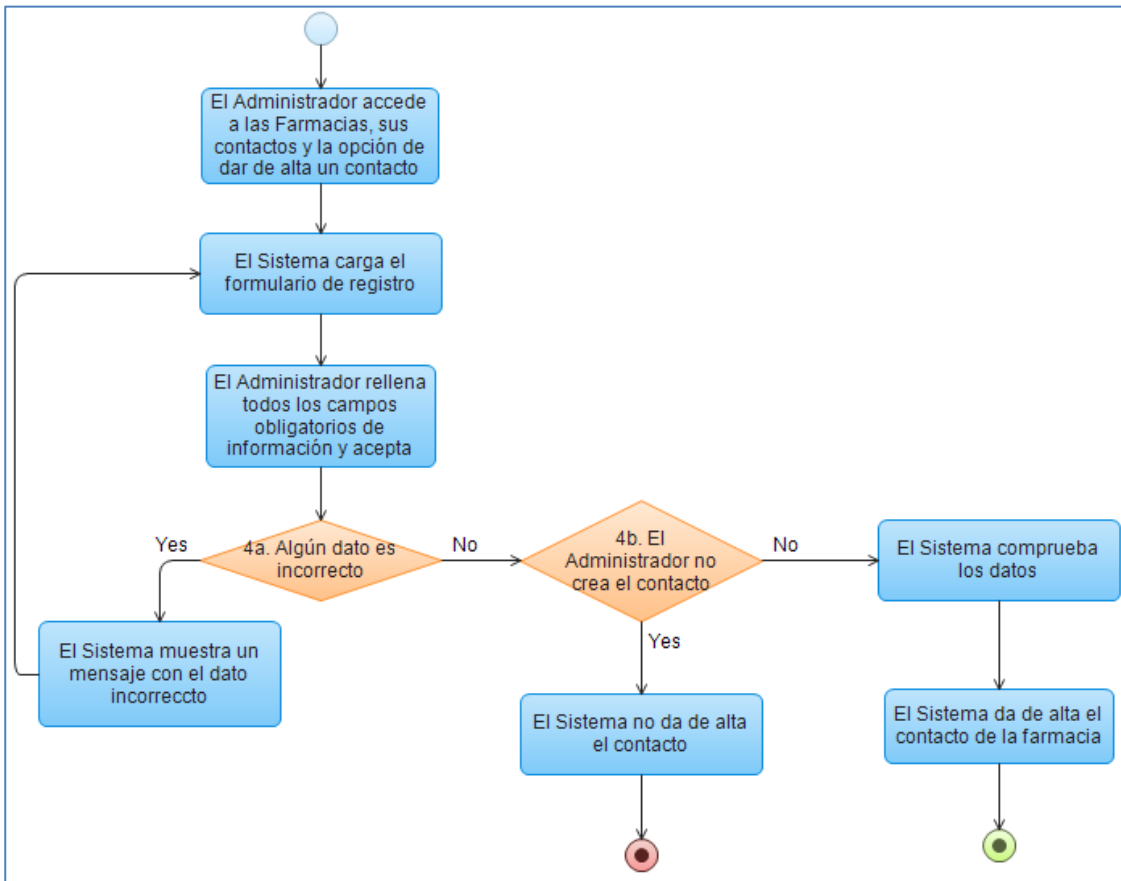 El Administrador accede
a las Farmacias, sus
contactos y la opción de
dar de alta un contacto
El Sistema carga el
formulario de registro
El Administrador rellena
todos los campos
obligatorios de
información y acepta
Yes
4a. Algún dato es
incorrecto
No
4b. El
Administrador no
crea el contacto
No
El Sistema comprueba
los datos
Yes
El Sistema muestra un
mensaje con el dato
incorreccto
El Sistema no da de alta
el contacto
El Sistema da de alta el
contacto de la farmacia